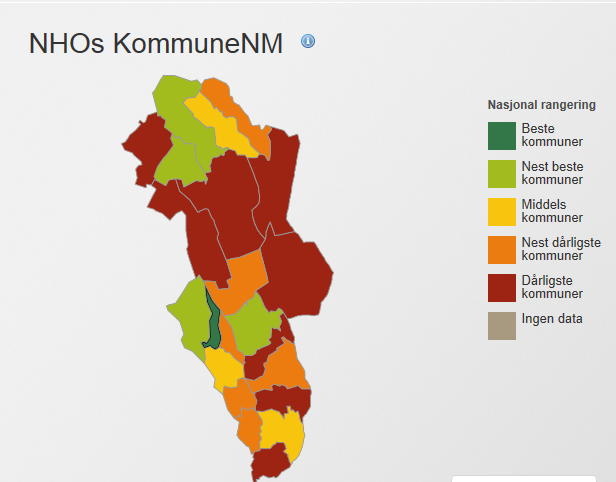 NHOs KommuneNM
Nasjonal rangering
Beste
kommuner
Nest beste
kommuner
Middels
kommuner
Nest dårligste
kommuner
Dårligste
kommuner
Ingen data